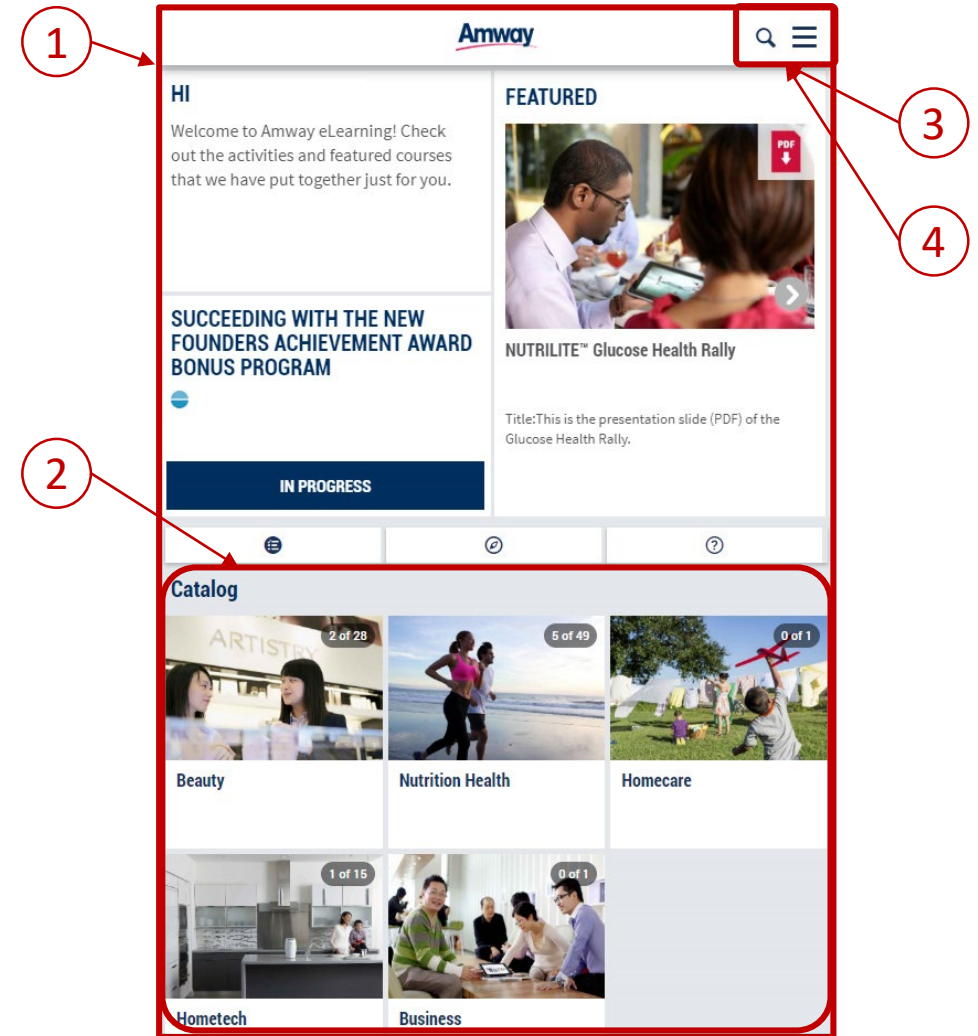 1
Amway
3
4
HI
Welcome to Amway eLearning! Check
out the activities and featured courses
that we have put together just for you.
FEATURED
PDF
NUTRILITE™ Glucose Health Rally
Title:This is the presentation slide (PDF) of the
Glucose Health Rally.
SUCCEEDING WITH THE NEW
FOUNDERS ACHIEVEMENT AWARD
BONUS PROGRAM
2
IN PROGRESS
?
Catalog
ARTISTRY
2 of 28
5 of 49
0 of 1
Beauty
Nutrition Health
Homecare
1 of 15
0 of 1
Hometech
Business